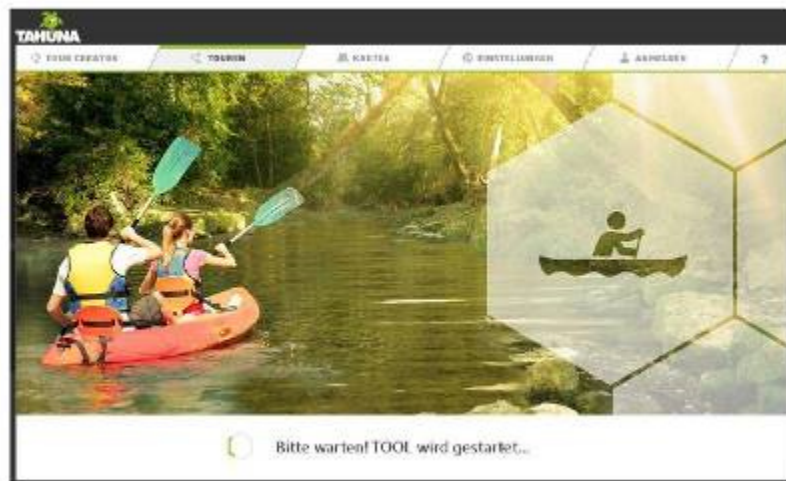 TAHUNA
TOUR CREATOR
TOUREN
KARTEN
EINSTELLUNGEN
ANMELDEN
?
Bitte warten! TOOL wird gestartet...